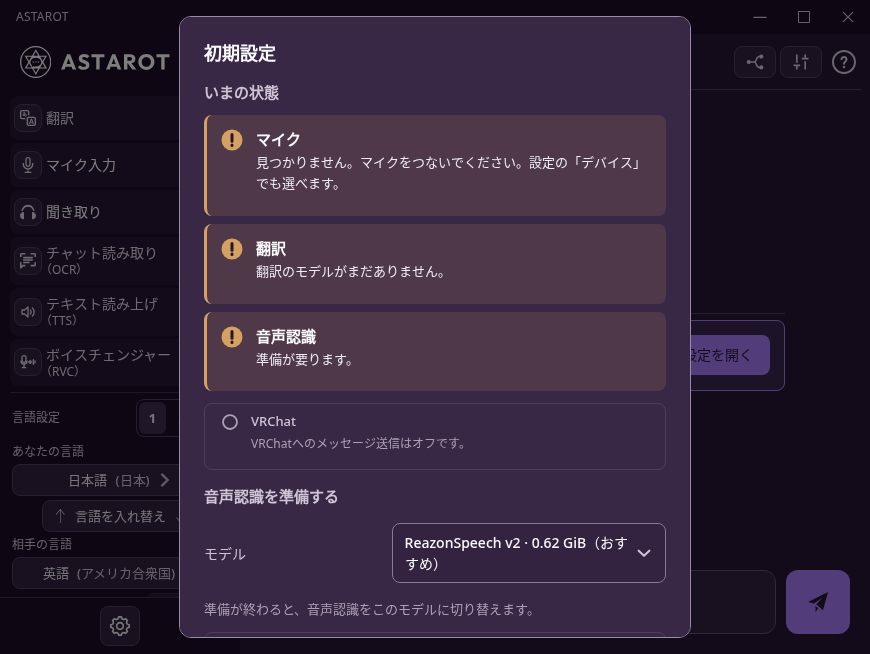 ASTAROT
ASTAROT
翻訳
マイク入力
聞き取り
チャット読み取り
（OCR）
テキスト読み上げ
（TTS）
ボイスチェンジャー
（RVC）
言語設定
1
あなたの言語
日本語（日本）
言語を入れ替え
相手の言語
英語（アメリカ合衆国）
初期設定
いまの状態
マイク
見つかりません。マイクをつないでください。設定の「デバイス」
でも選べます。
翻訳
翻訳のモデルがまだありません。
音声認識
準備が要ります。
VRChat
VRChatへのメッセージ送信はオフです。
音声認識を準備する
モデル
ReazonSpeech v2 · 0.62 GiB（おす
すめ）
準備が終わると、音声認識をこのモデルに切り替えます。
設定を開く